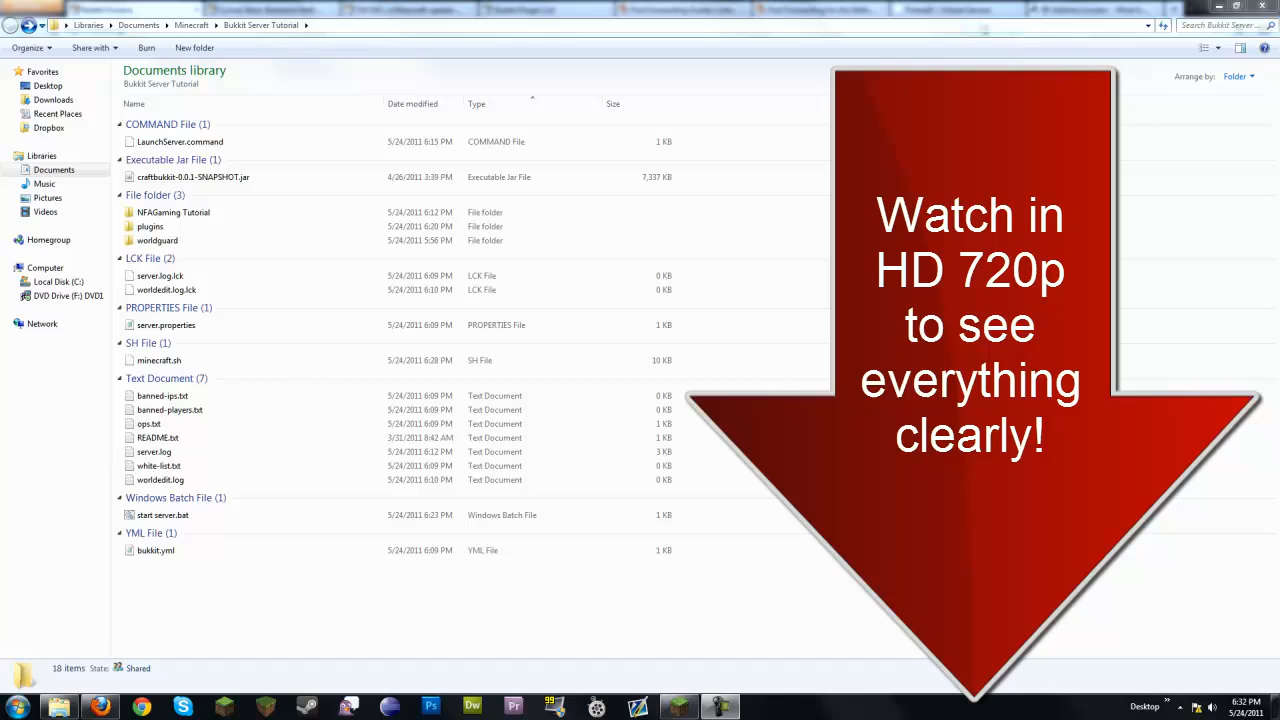 Libraries ▸ Documents ▸ Minecraft ▸ Bukkit Server Tutorial ▸
Search Bukkit Server ...
Organize ▾ Share with ▾ Burn New folder
Favorites
Desktop
Downloads
Recent Places
Dropbox
Libraries
Documents
Music
Pictures
Videos
Homegroup
Computer
Local Disk (C:)
DVD Drive (F:) DVD1
Network
Documents library
Bukkit Server Tutorial
Arrange by: Folder ▾
Name Date modified Type Size
COMMAND File (1)
LaunchServer.command 5/24/2011 6:15 PM COMMAND File 1 KB
Executable Jar File (1)
craftbukkit-0.0.1-SNAPSHOT.jar 4/26/2011 3:39 PM Executable Jar File 7,337 KB
File folder (3)
NFAGaming Tutorial 5/24/2011 6:12 PM File folder
plugins 5/24/2011 6:20 PM File folder
worldguard 5/24/2011 5:56 PM File folder
LCK File (2)
server.log.lck 5/24/2011 6:09 PM LCK File 0 KB
worldedit.log.lck 5/24/2011 6:10 PM LCK File 0 KB
PROPERTIES File (1)
server.properties 5/24/2011 6:09 PM PROPERTIES File 1 KB
SH File (1)
minecraft.sh 5/24/2011 6:28 PM SH File 10 KB
Text Document (7)
banned-ips.txt 5/24/2011 6:09 PM Text Document 0 KB
banned-players.txt 5/24/2011 6:09 PM Text Document 0 KB
ops.txt 5/24/2011 6:09 PM Text Document 1 KB
README.txt 3/31/2011 8:42 AM Text Document 1 KB
server.log 5/24/2011 6:12 PM Text Document 3 KB
white-list.txt 5/24/2011 6:09 PM Text Document 0 KB
worldedit.log 5/24/2011 6:10 PM Text Document 0 KB
Windows Batch File (1)
start server.bat 5/24/2011 6:23 PM Windows Batch File 1 KB
YML File (1)
bukkit.yml 5/24/2011 6:09 PM YML File 1 KB
Watch in
HD 720p
to see
everything
clearly!
18 items State: Shared
Ps Dw Pr 99
Desktop »
6:32 PM
5/24/2011